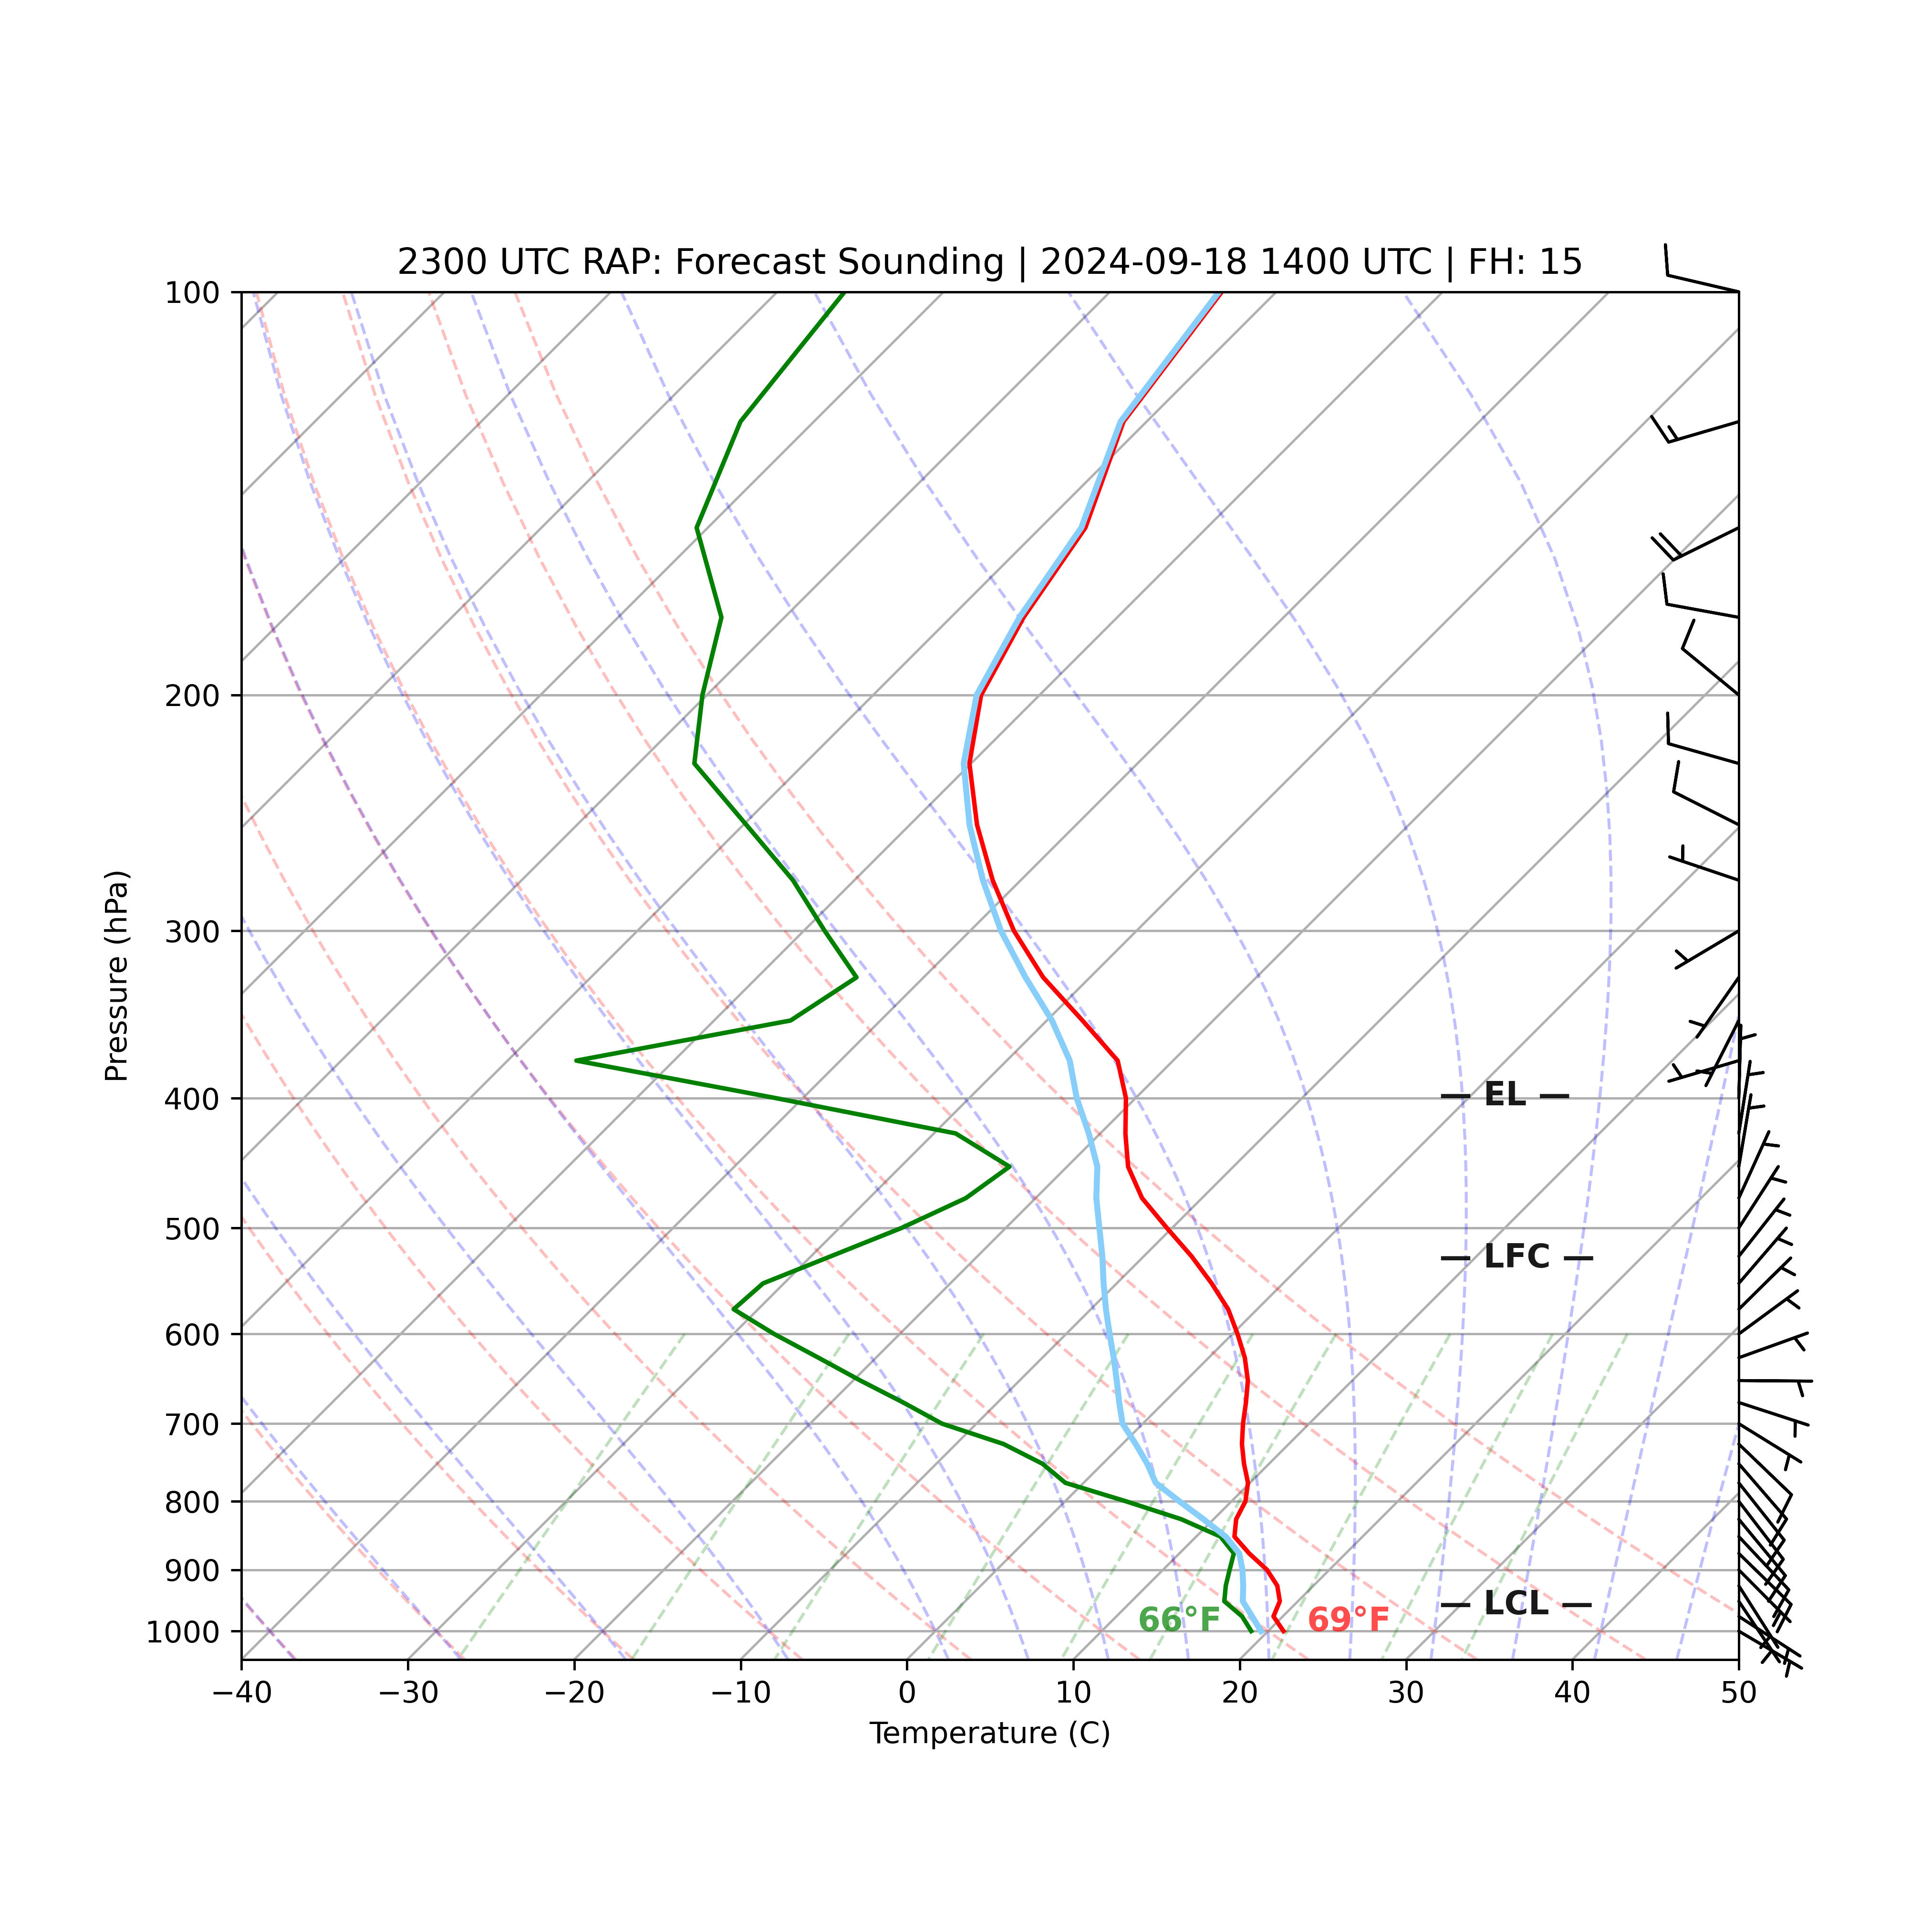 2300 UTC RAP: Forecast Sounding | 2024-09-18 1400 UTC | FH: 15
100
200
300
400
500
600
700
800
900
1000
Pressure (hPa)
— EL —
— LFC —
— LCL —
66°F
69°F
−40 −30 −20 −10 0 10 20 30 40 50
Temperature (C)